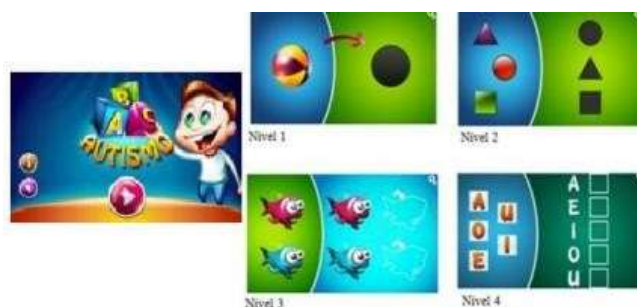 ABC
AUTISMO
Nivel 1
Nivel 2
Nivel 3
A U
O I
E
A
E
I
O
U
Nivel 4